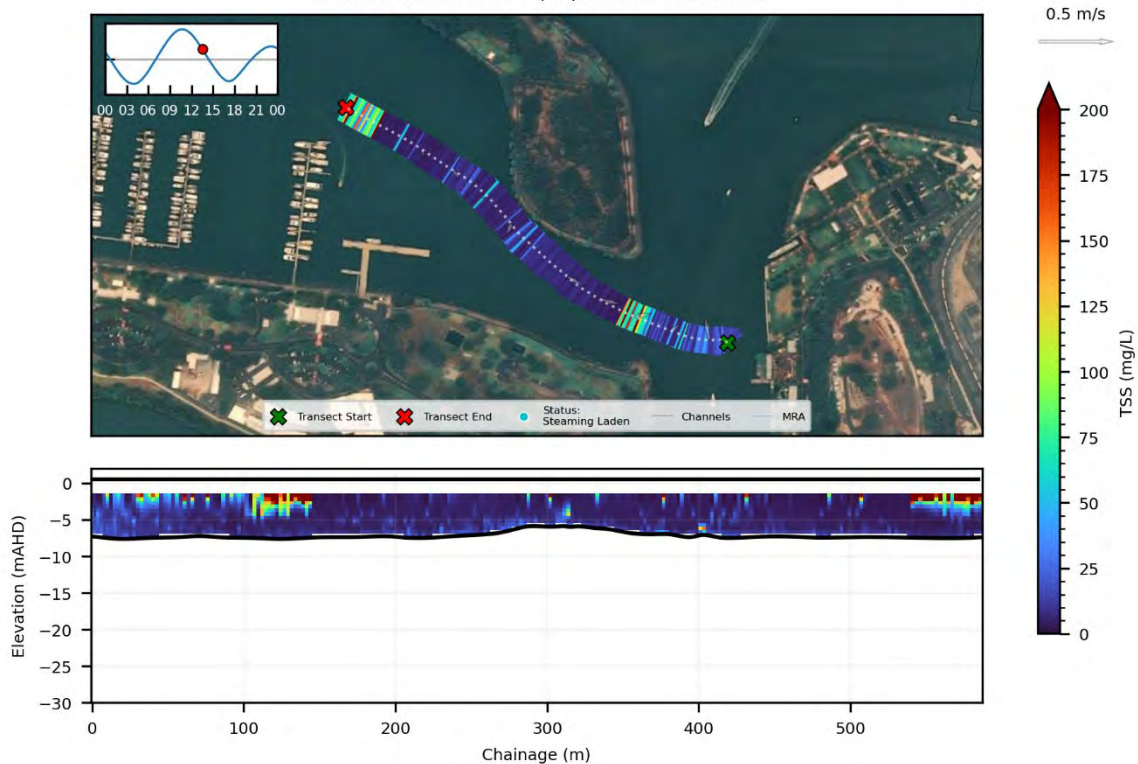 0.5 m/s
00 03 06 09 12 15 18 21 00
Transect Start
Transect End
Status:
Steaming Laden
Channels
MRA
200
175
150
125
100
75
50
25
0
TSS (mg/L)
0
−5
−10
−15
−20
−25
−30
Elevation (mAHD)
0 100 200 300 400 500
Chainage (m)